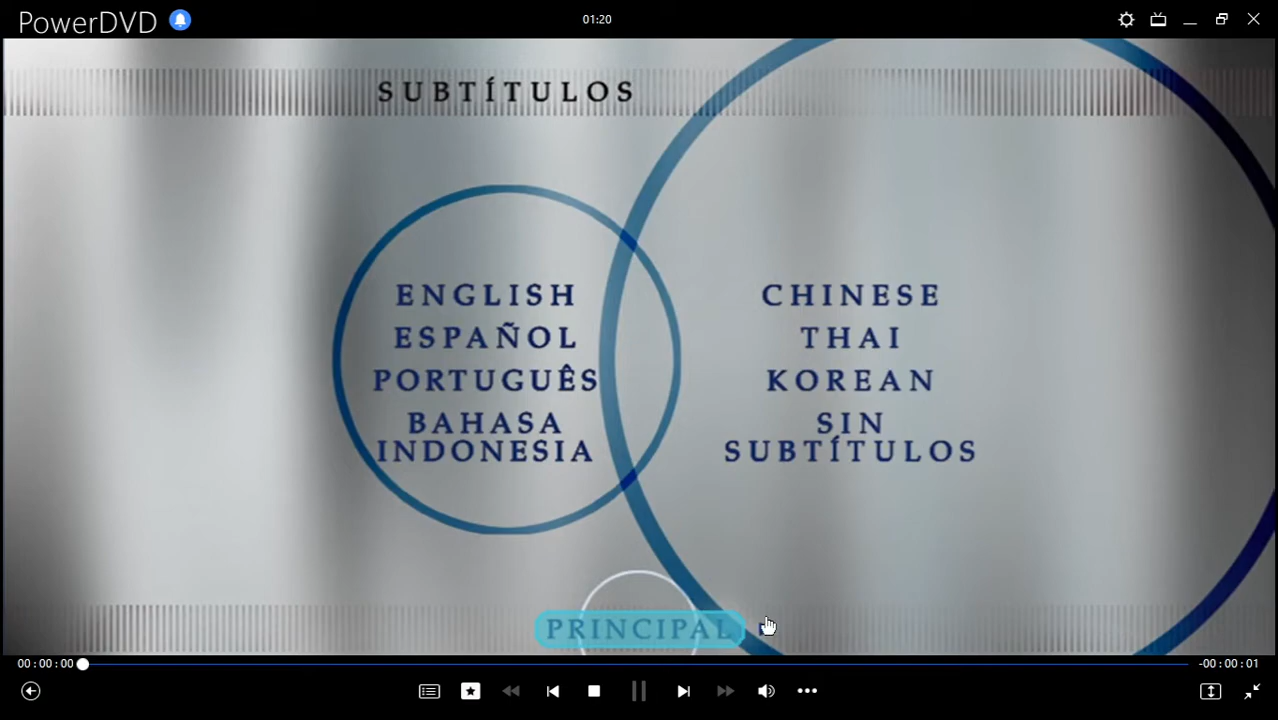 PowerDVD
01:20
SUBTÍTULOS
ENGLISH
ESPAÑOL
PORTUGUÊS
BAHASA
INDONESIA
CHINESE
THAI
KOREAN
SIN
SUBTÍTULOS
PRINCIPAL
00:00:00
-00:00:01